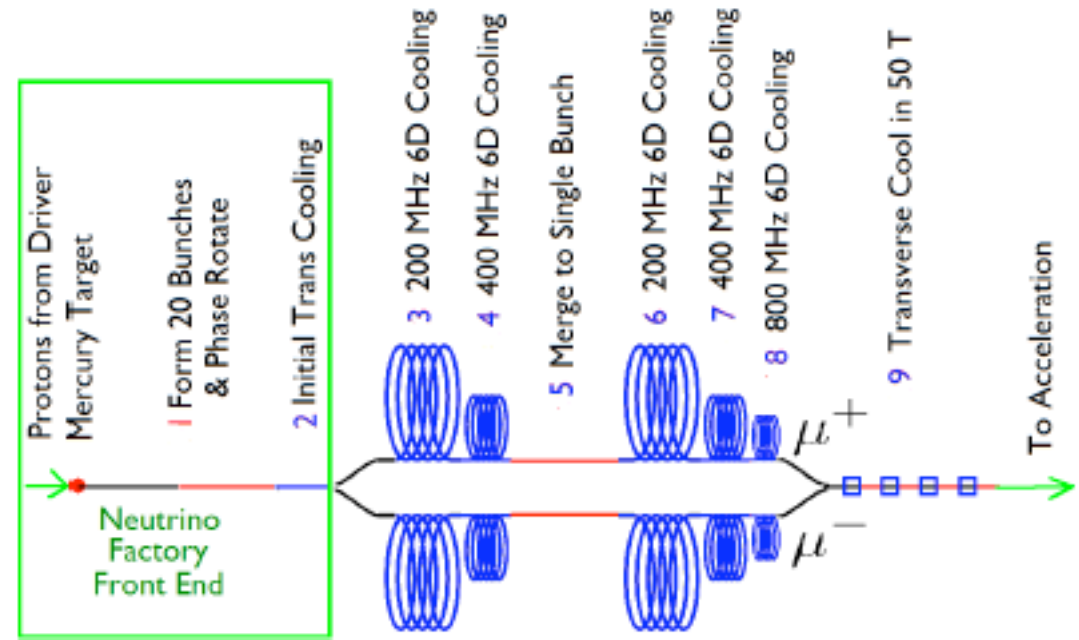 Protons from Driver
Mercury Target
1 Form 20 Bunches
& Phase Rotate
2 Initial Trans Cooling
3 200 MHz 6D Cooling
4 400 MHz 6D Cooling
5 Merge to Single Bunch
6 200 MHz 6D Cooling
7 400 MHz 6D Cooling
8 800 MHz 6D Cooling
9 Transverse Cool in 50 T
To Acceleration
μ+
μ−
Neutrino
Factory
Front End